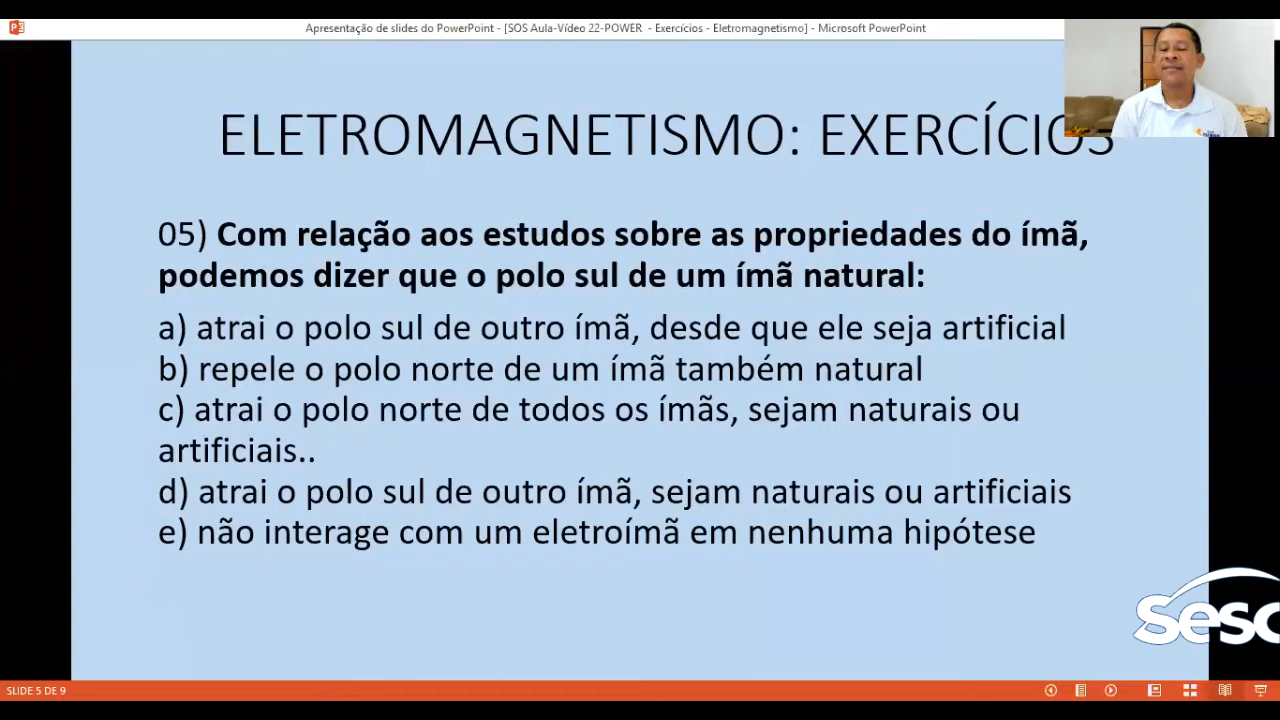 Apresentação de slides do PowerPoint - [SOS Aula-Vídeo 22-POWER - Exercícios - Eletromagnetismo] - Microsoft PowerPoint
ELETROMAGNETISMO: EXERCÍCIOS
05) Com relação aos estudos sobre as propriedades do ímã,
podemos dizer que o polo sul de um ímã natural:
a) atrai o polo sul de outro ímã, desde que ele seja artificial
b) repele o polo norte de um ímã também natural
c) atrai o polo norte de todos os ímãs, sejam naturais ou
artificiais..
d) atrai o polo sul de outro ímã, sejam naturais ou artificiais
e) não interage com um eletroímã em nenhuma hipótese
Sesc
SLIDE 5 DE 9